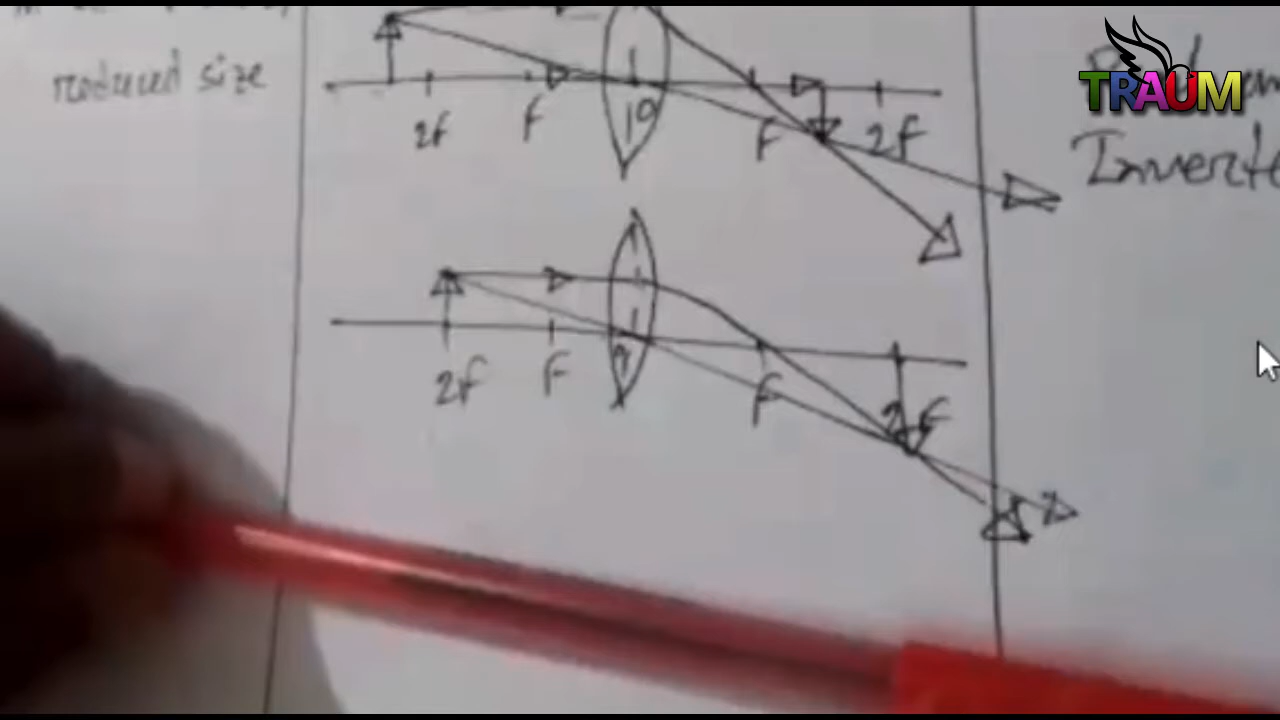 reduced size
TRAUM
2F F F 2F
Inverte
2F F F 2F